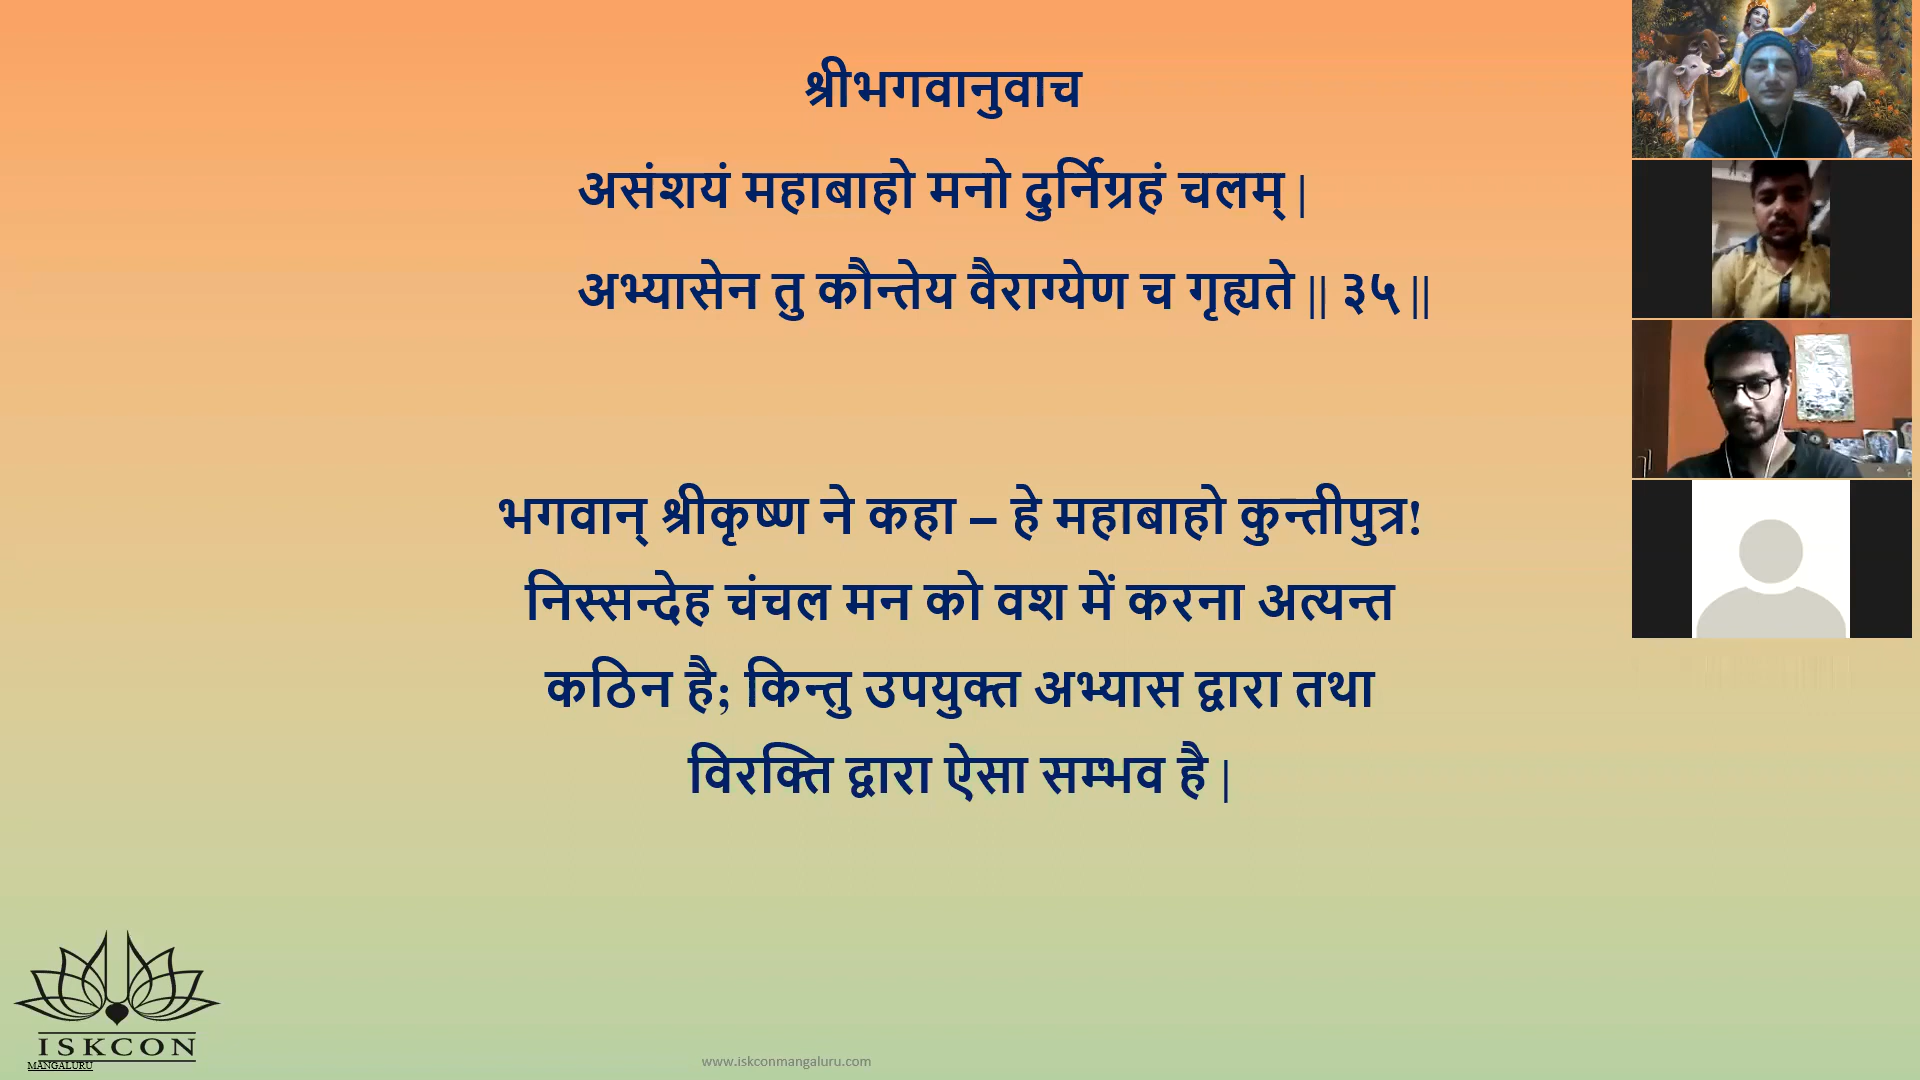 श्रीभगवानुवाच
असंशयं महाबाहो मनो दुर्निग्रहं चलम् |
अभ्यासेन तु कौन्तेय वैराग्येण च गृह्यते || ३५ ||
भगवान् श्रीकृष्ण ने कहा – हे महाबाहो कुन्तीपुत्र!
निस्सन्देह चंचल मन को वश में करना अत्यन्त
कठिन है; किन्तु उपयुक्त अभ्यास द्वारा तथा
विरक्ति द्वारा ऐसा सम्भव है |
ISKCON
MANGALURU
www.iskconmangaluru.com